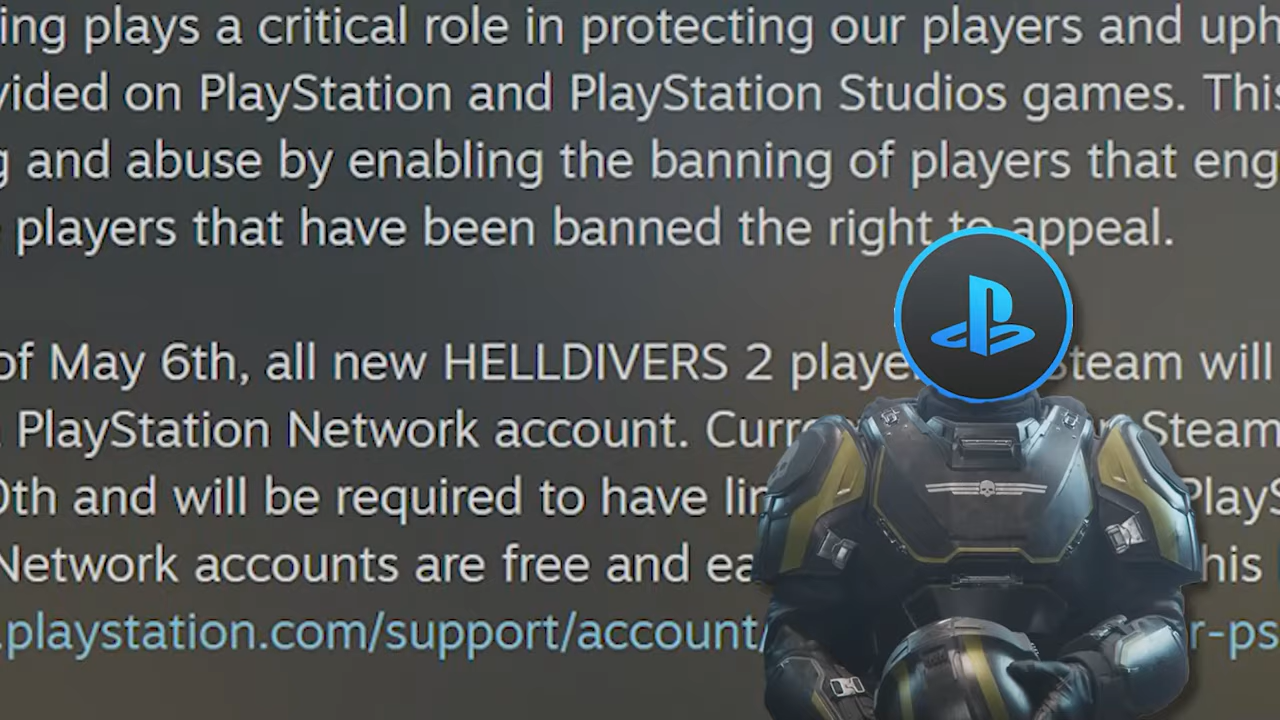 ing plays a critical role in protecting our players and uph
vided on PlayStation and PlayStation Studios games. This
g and abuse by enabling the banning of players that eng
players that have been banned the right to appeal.
of May 6th, all new HELLDIVERS 2 playe Steam will
PlayStation Network account. Curr Steam
0th and will be required to have lin PlayS
Network accounts are free and ea his
.playstation.com/support/account/ r-ps